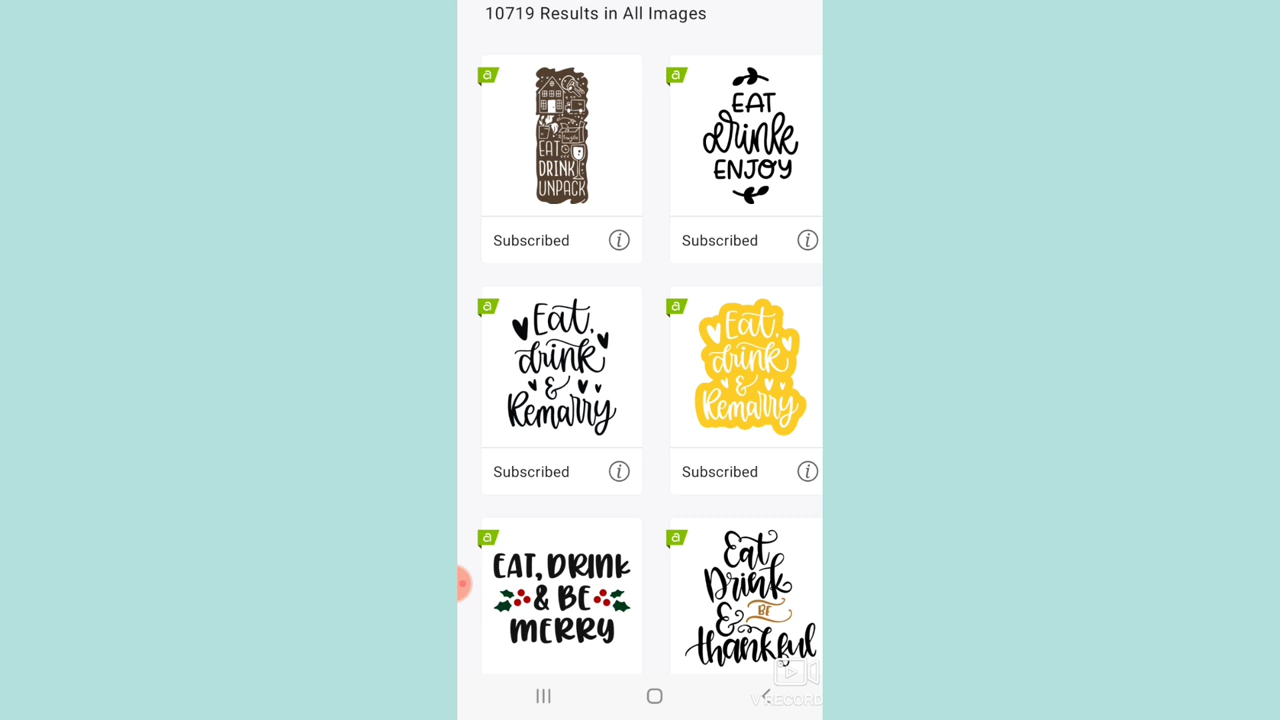 10719 Results in All Images
a
a
EAT
DRINK
UNPACK
EAT
drink
ENJOY
Subscribed
Subscribed
a
a
Eat,
drink
&
Remarry
Eat,
drink
&
Remarry
Subscribed
Subscribed
a
a
EAT, DRINK
& BE
MERRY
Eat
Drink
& BE
thankful
V RECORD